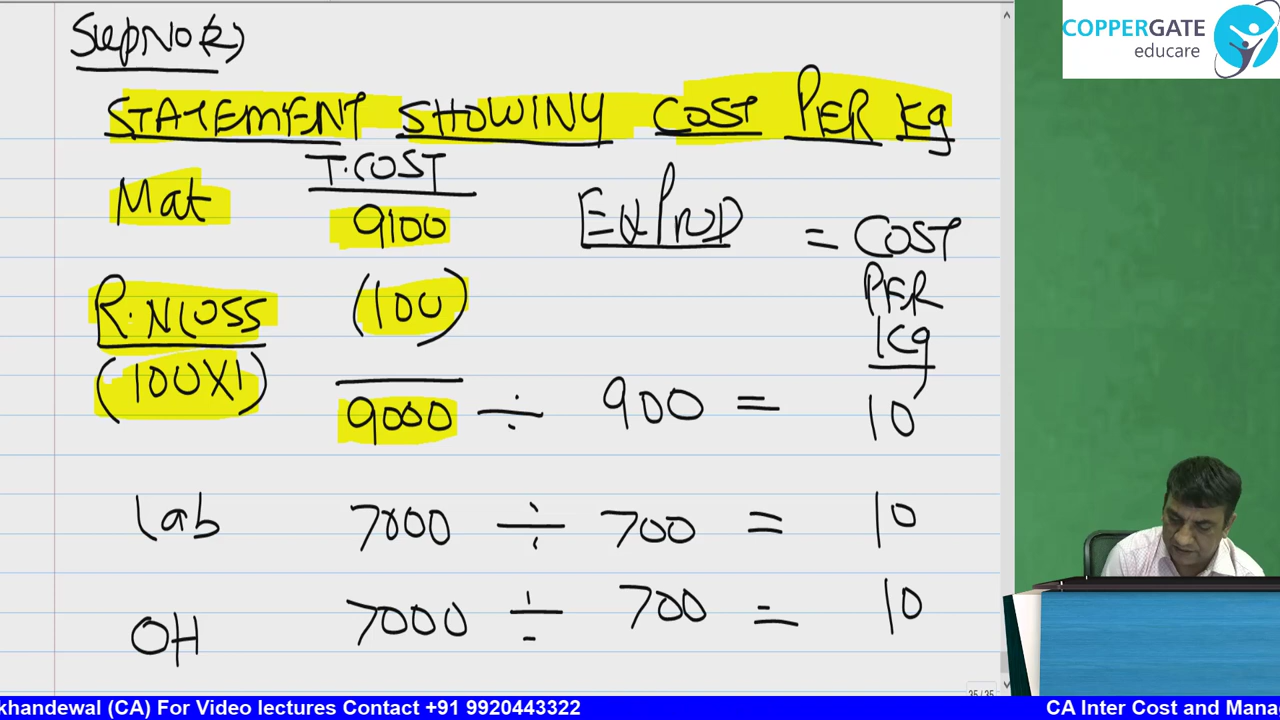 Step No (2)
COPPERGATE
educare
STATEMENT SHOWING COST PER Kg
T.COST
Mat 9100 EQ PROD = COST PER Kg
R.N LOSS (100)
(100X1)
9000 ÷ 900 = 10
Lab 7000 ÷ 700 = 10
OH 7000 ÷ 700 = 10
35/35
khandewal (CA) For Video lectures Contact +91 9920443322 CA Inter Cost and Mana